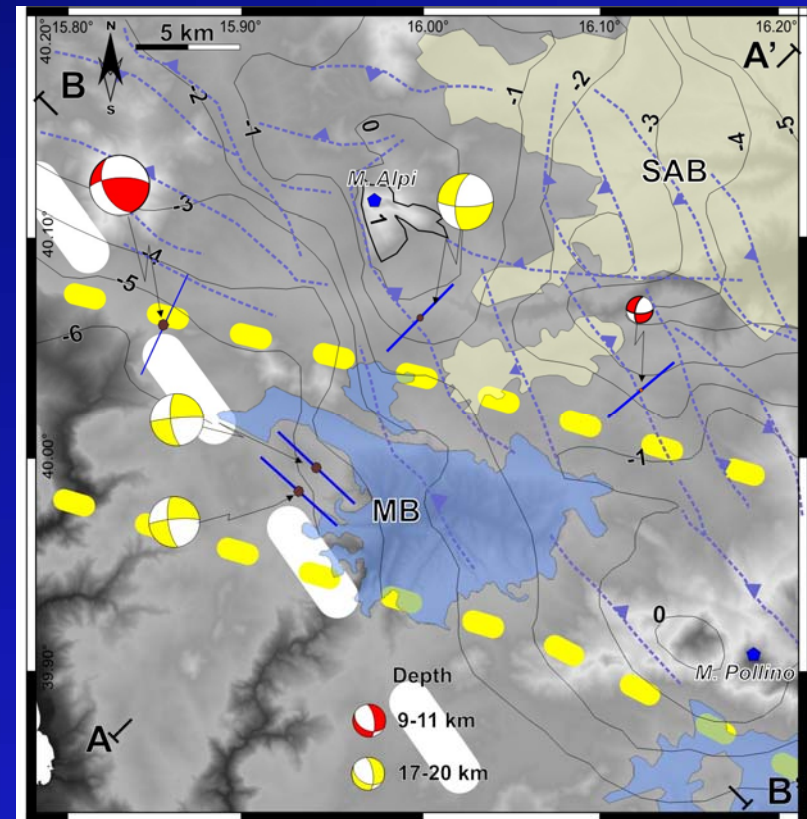 15.80°
15.90°
16.00°
16.10°
16.20°
40.20°
N
S
5 km
A'
B
-2
-1
0
-1
-2
-3
-4
-5
SAB
M. Alpi
1
40.10°
-3
-4
-5
-6
40.00°
-1
MB
0
M. Pollino
39.90°
Depth
A
9-11 km
17-20 km
B'